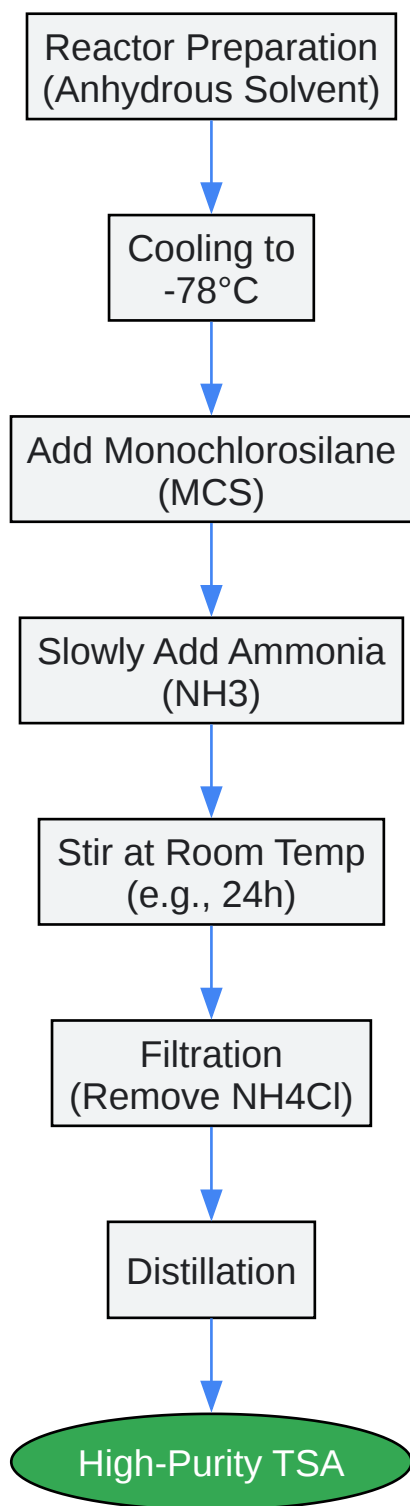 Reactor Preparation
(Anhydrous Solvent)
Cooling to
-78°C
Add Monochlorosilane
(MCS)
Slowly Add Ammonia
(NH3)
Stir at Room Temp
(e.g., 24h)
Filtration
(Remove NH4Cl)
Distillation
High-Purity TSA